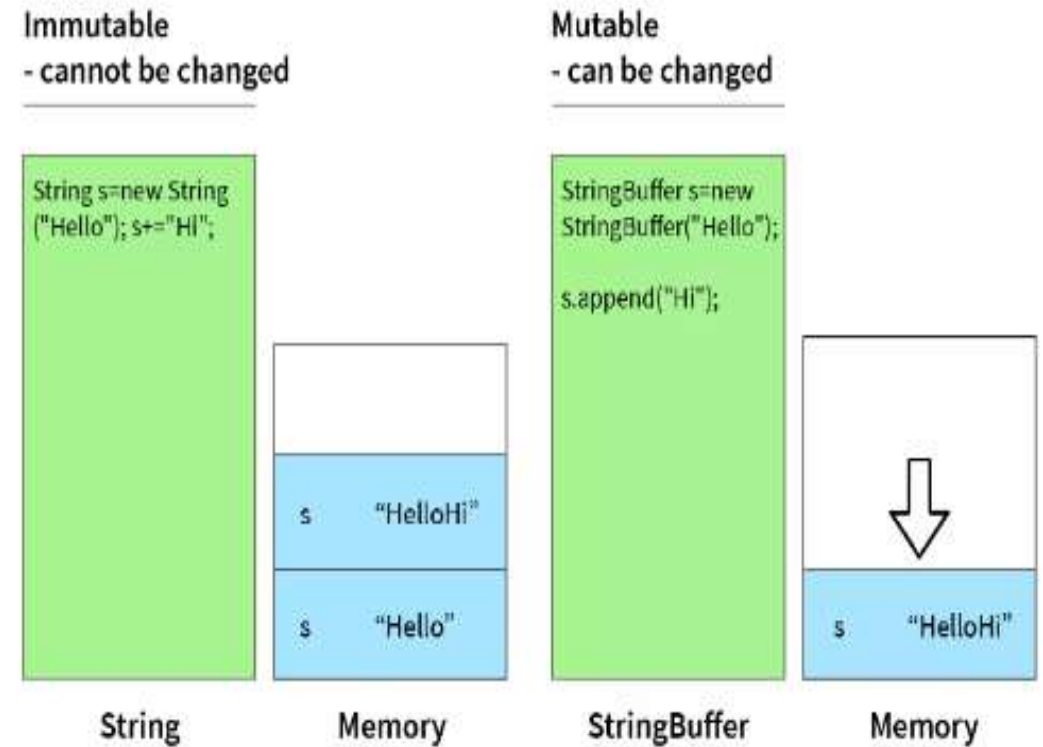 Immutable
- cannot be changed
String s=new String
("Hello"); s+="Hi";
s “HelloHi”
s “Hello”
String
Memory
Mutable
- can be changed
StringBuffer s=new
StringBuffer("Hello");
s.append("Hi");
s “HelloHi”
StringBuffer
Memory